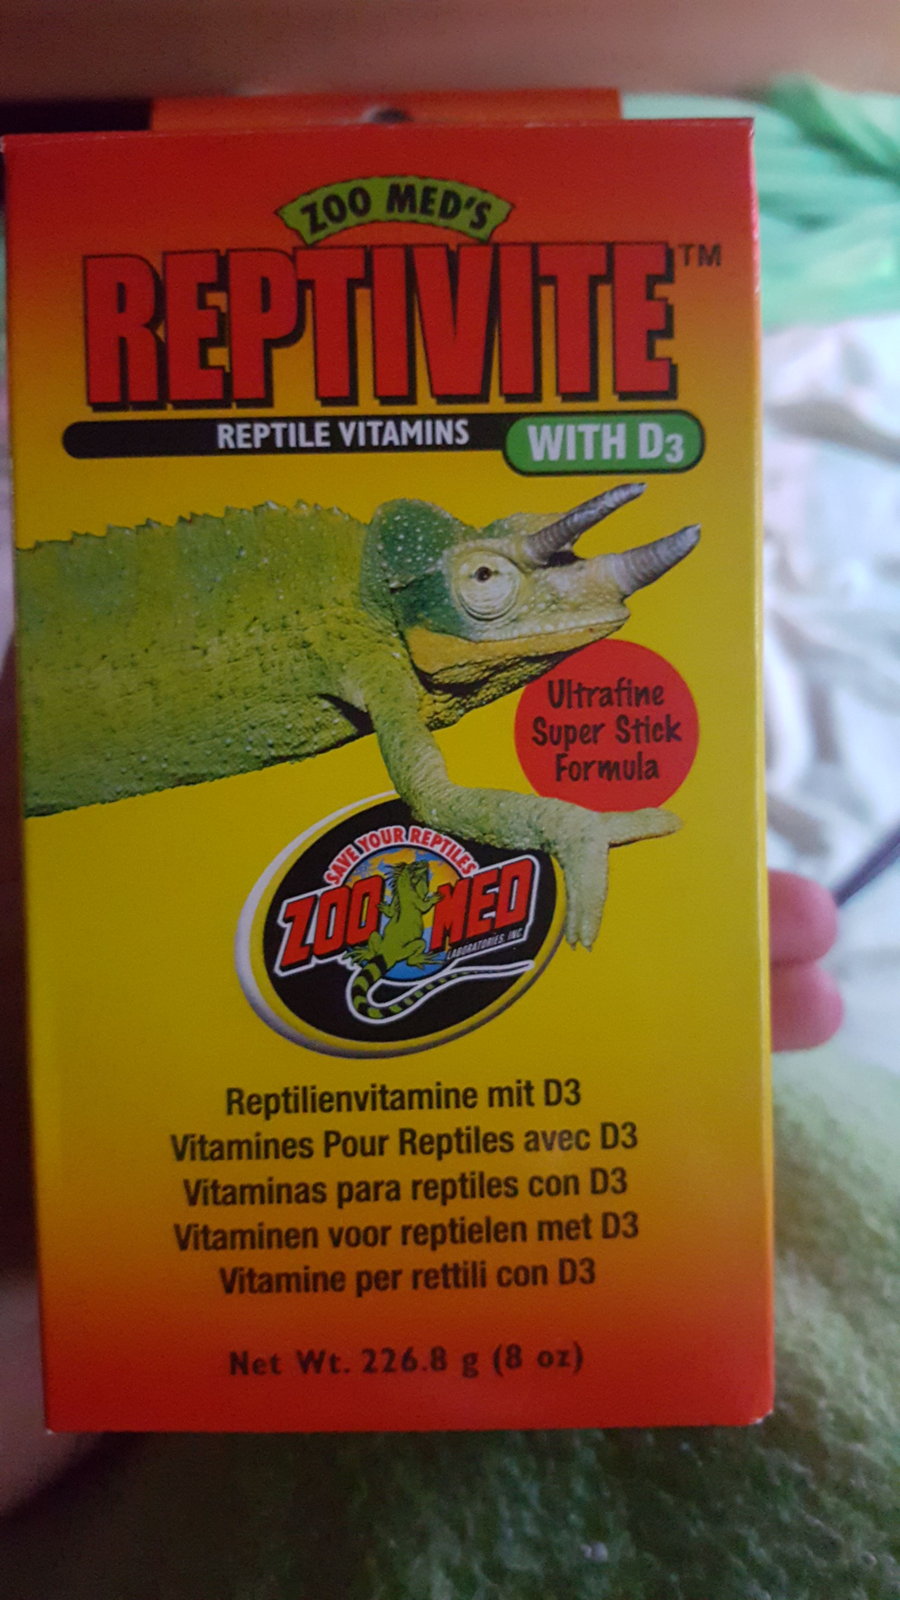 ZOO MED'S
REPTIVITE™
REPTILE VITAMINS
WITH D3
Ultrafine
Super Stick
Formula
SAVE YOUR REPTILES
ZOO MED
LABORATORIES, INC
Reptilienvitamine mit D3
Vitamines Pour Reptiles avec D3
Vitaminas para reptiles con D3
Vitaminen voor reptielen met D3
Vitamine per rettili con D3
Net Wt. 226.8 g (8 oz)